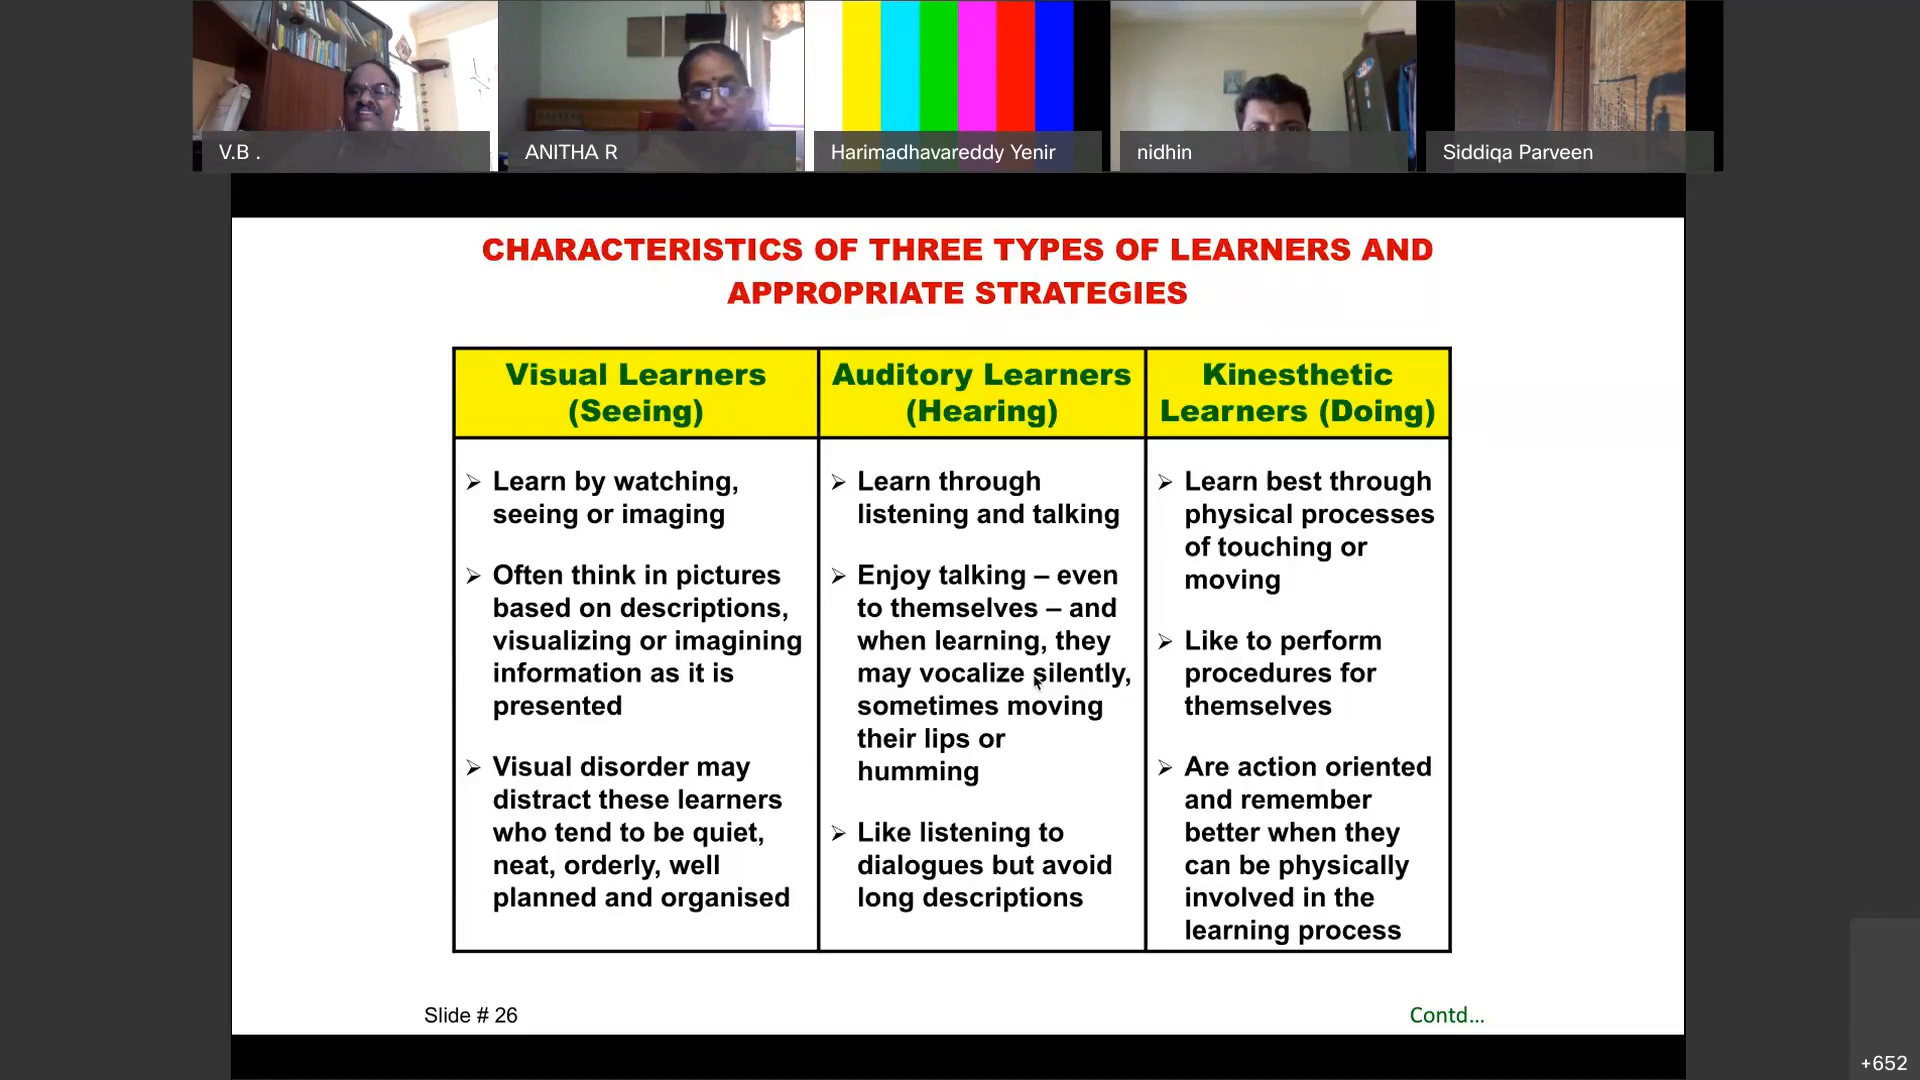 V.B .
ANITHA R
Harimadhavareddy Yenir
nidhin
Siddiqa Parveen
CHARACTERISTICS OF THREE TYPES OF LEARNERS AND
APPROPRIATE STRATEGIES
Visual Learners
(Seeing)
Auditory Learners
(Hearing)
Kinesthetic
Learners (Doing)
➢ Learn by watching,
seeing or imaging
➢ Often think in pictures
based on descriptions,
visualizing or imagining
information as it is
presented
➢ Visual disorder may
distract these learners
who tend to be quiet,
neat, orderly, well
planned and organised
➢ Learn through
listening and talking
➢ Enjoy talking – even
to themselves – and
when learning, they
may vocalize silently,
sometimes moving
their lips or
humming
➢ Like listening to
dialogues but avoid
long descriptions
➢ Learn best through
physical processes
of touching or
moving
➢ Like to perform
procedures for
themselves
➢ Are action oriented
and remember
better when they
can be physically
involved in the
learning process
Slide # 26
Contd...
+652